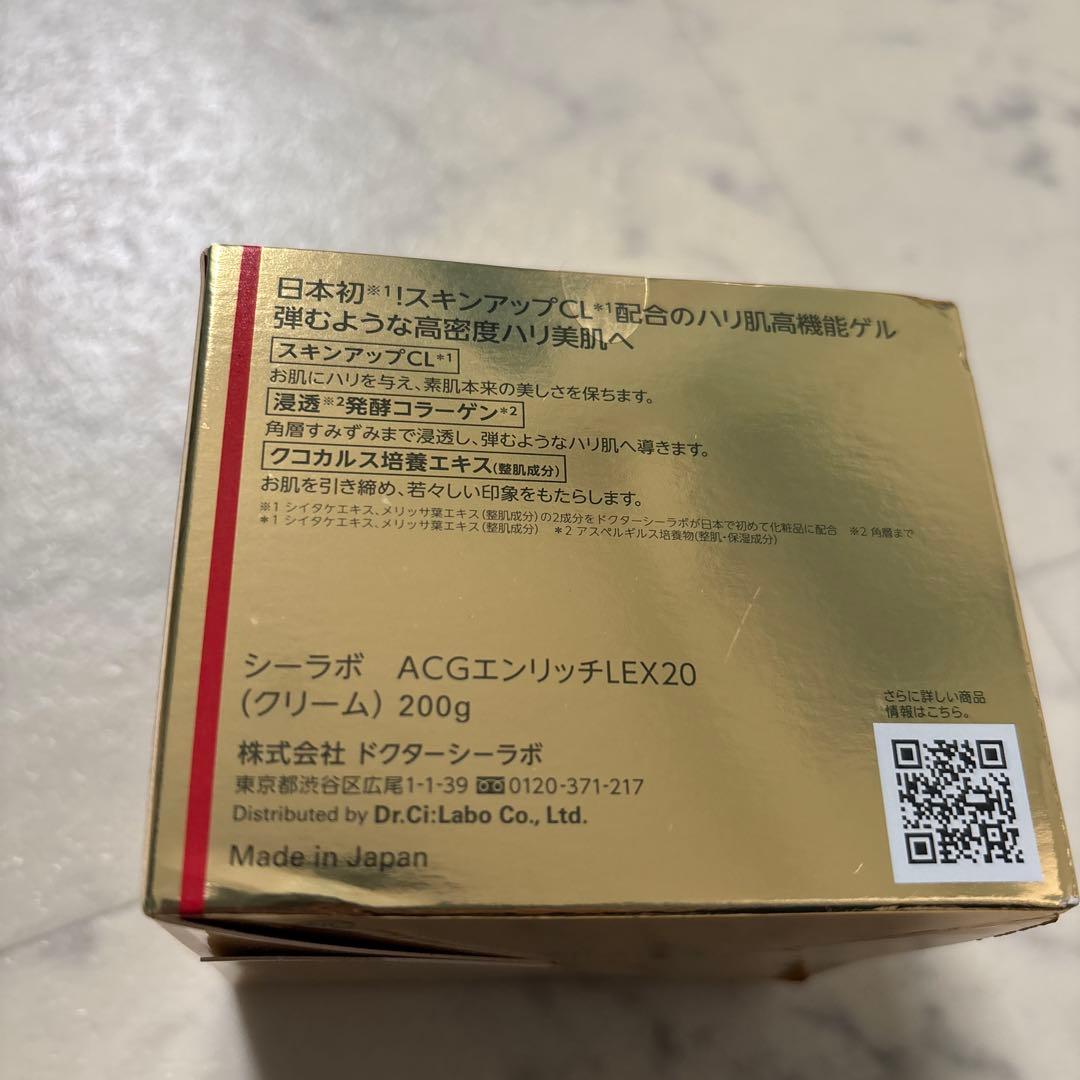 日本初※1!スキンアップCL*1配合のハリ肌高機能ゲル
弾むような高密度ハリ美肌へ
スキンアップCL*1
お肌にハリを与え、素肌本来の美しさを保ちます。
浸透※2発酵コラーゲン*2
角層すみずみまで浸透し、弾むようなハリ肌へ導きます。
クコカルス培養エキス(整肌成分)
お肌を引き締め、若々しい印象をもたらします。
※1 シイタケエキス、メリッサ葉エキス(整肌成分)の2成分をドクターシーラボが日本で初めて化粧品に配合　※2 角層まで
*1 シイタケエキス、メリッサ葉エキス(整肌成分)　*2 アスペルギルス培養物(整肌・保湿成分)
シーラボ　ACGエンリッチLEX20
(クリーム) 200g
さらに詳しい商品
情報はこちら。
株式会社 ドクターシーラボ
東京都渋谷区広尾1-1-39 0120-371-217
Distributed by Dr.Ci:Labo Co., Ltd.
Made in Japan